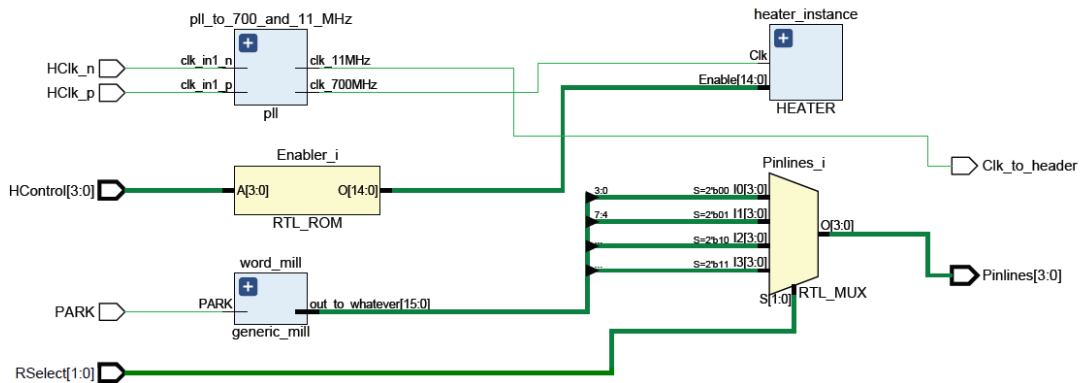 pll_to_700_and_11_MHz
heater_instance
HClk_n
clk_in1_n
clk_11MHz
Clk
HClk_p
clk_in1_p
clk_700MHz
Enable[14:0]
pll
HEATER
Enabler_i
Pinlines_i
Clk_to_header
HControl[3:0]
A[3:0]
O[14:0]
RTL_ROM
3:0
S=2'b00 I0[3:0]
7:4
S=2'b01 I1[3:0]
O[3:0]
...
S=2'b10 I2[3:0]
...
S=2'b11 I3[3:0]
Pinlines[3:0]
word_mill
S[1:0]
RTL_MUX
PARK
PARK
out_to_whatever[15:0]
generic_mill
RSelect[1:0]